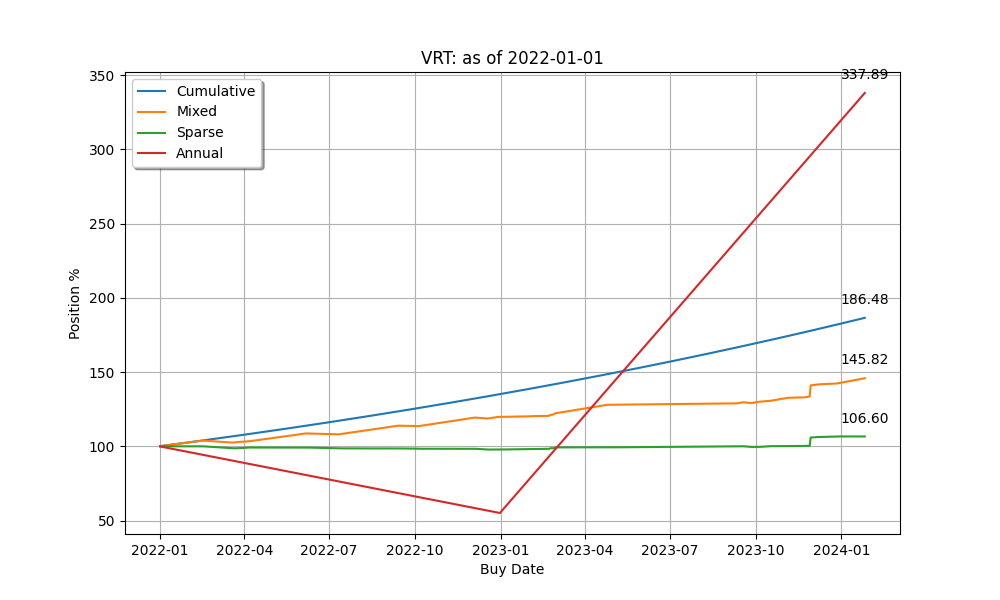 VRT: as of 2022-01-01
337.89
186.48
145.82
106.60
Cumulative
Mixed
Sparse
Annual
Position %
350
300
250
200
150
100
50
2022-01 2022-04 2022-07 2022-10 2023-01 2023-04 2023-07 2023-10 2024-01
Buy Date